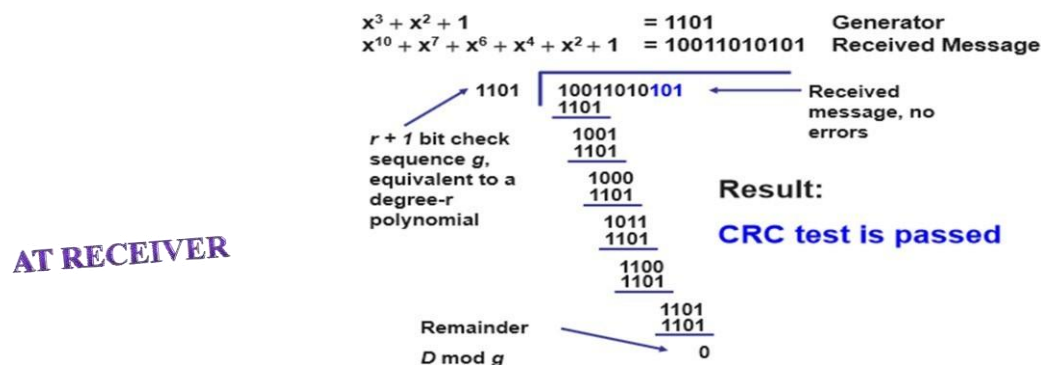 x³ + x² + 1 = 1101 Generator
x¹⁰ + x⁷ + x⁶ + x⁴ + x² + 1 = 10011010101 Received Message
1101 10011010101 Received
1101 message, no
errors
r + 1 bit check
sequence g,
equivalent to a
degree-r
polynomial
1001
1101
1000
1101
1011
1101
1100
1101
1101
1101
0
Result:
CRC test is passed
AT RECEIVER
Remainder
D mod g